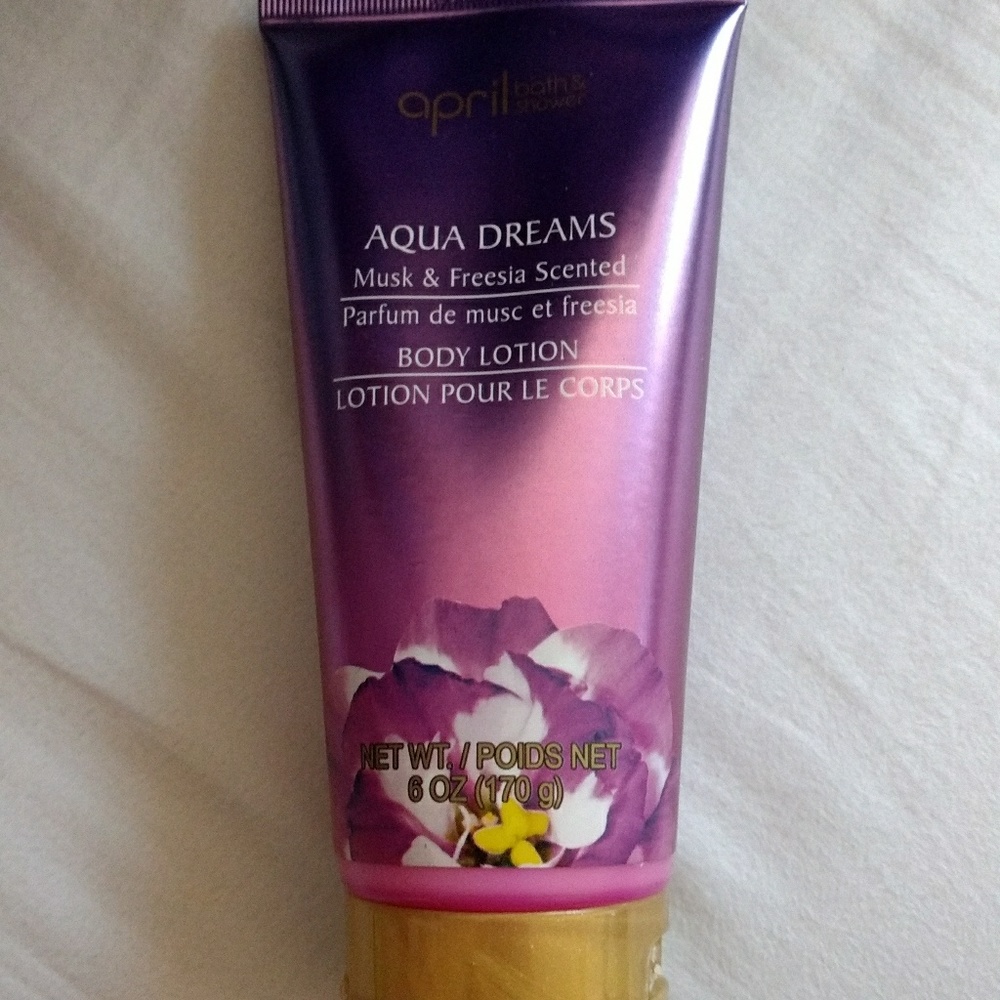 april bath & shower
AQUA DREAMS
Musk & Freesia Scented
Parfum de musc et freesia
BODY LOTION
LOTION POUR LE CORPS
NET WT. / POIDS NET
6 OZ (170 g)